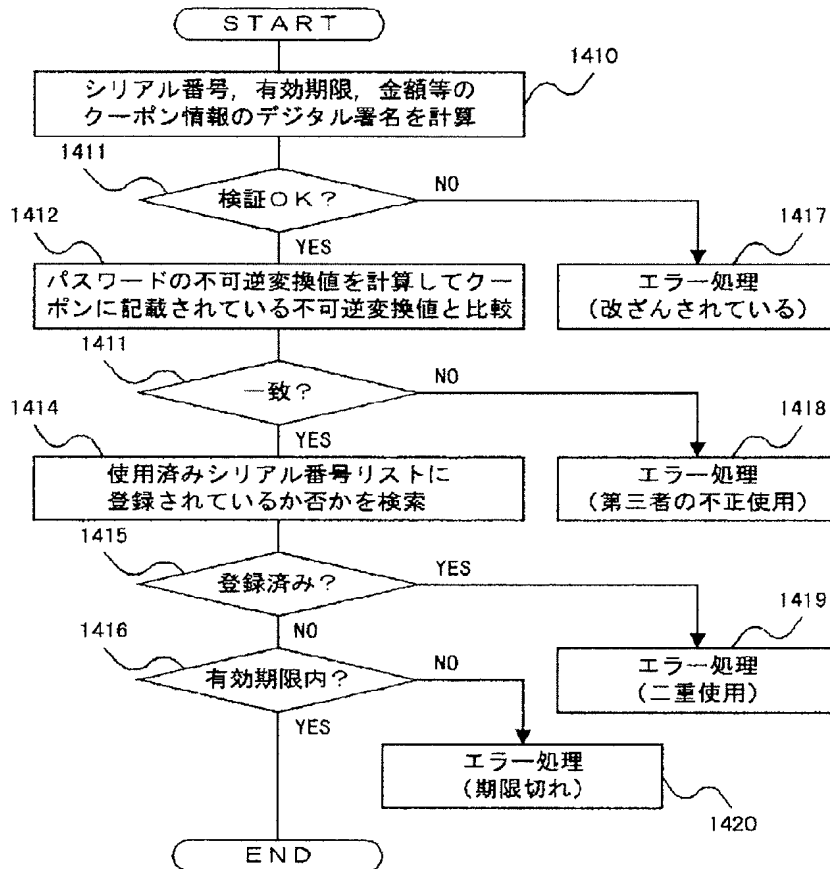 START
1410
シリアル番号，有効期限，金額等の
クーポン情報のデジタル署名を計算
1411
検証OK？
NO
YES
1412
パスワードの不可逆変換値を計算してクー
ポンに記載されている不可逆変換値と比較
1417
エラー処理
(改ざんされている)
1411
一致？
NO
YES
1414
使用済みシリアル番号リストに
登録されているか否かを検索
1418
エラー処理
(第三者の不正使用)
1415
登録済み？
YES
NO
1419
エラー処理
(二重使用)
1416
有効期限内？
NO
YES
エラー処理
(期限切れ)
1420
END